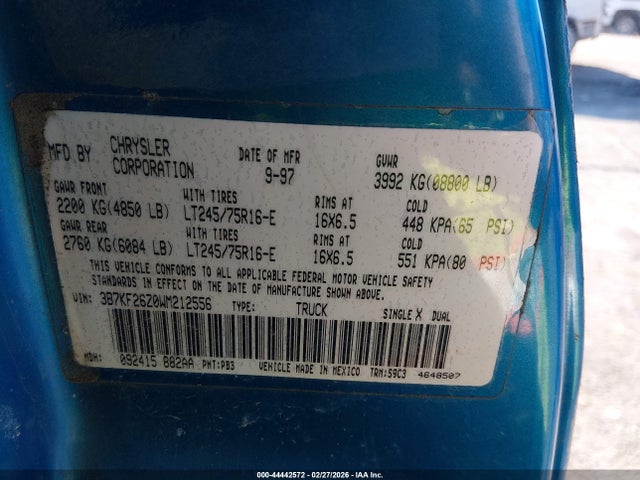 MFD BY CHRYSLER CORPORATION DATE OF MFR 9-97 GVWR 3992 KG(08800 LB)
GAWR FRONT WITH TIRES RIMS AT COLD
2200 KG(4850 LB) LT245/75R16-E 16X6.5 448 KPA(65 PSI)
GAWR REAR WITH TIRES RIMS AT COLD
2760 KG(6084 LB) LT245/75R16-E 16X6.5 551 KPA(80 PSI)
THIS VEHICLE CONFORMS TO ALL APPLICABLE FEDERAL MOTOR VEHICLE SAFETY
STANDARDS IN EFFECT ON THE DATE OF MANUFACTURE SHOWN ABOVE.
VIN: 3B7KF26Z0WM212556 TYPE: TRUCK SINGLE X DUAL
MDH: 092415 882AA PNT:PB3 VEHICLE MADE IN MEXICO TRM:S9C3 4648507
000-44442572 - 02/27/2026 - IAA Inc.